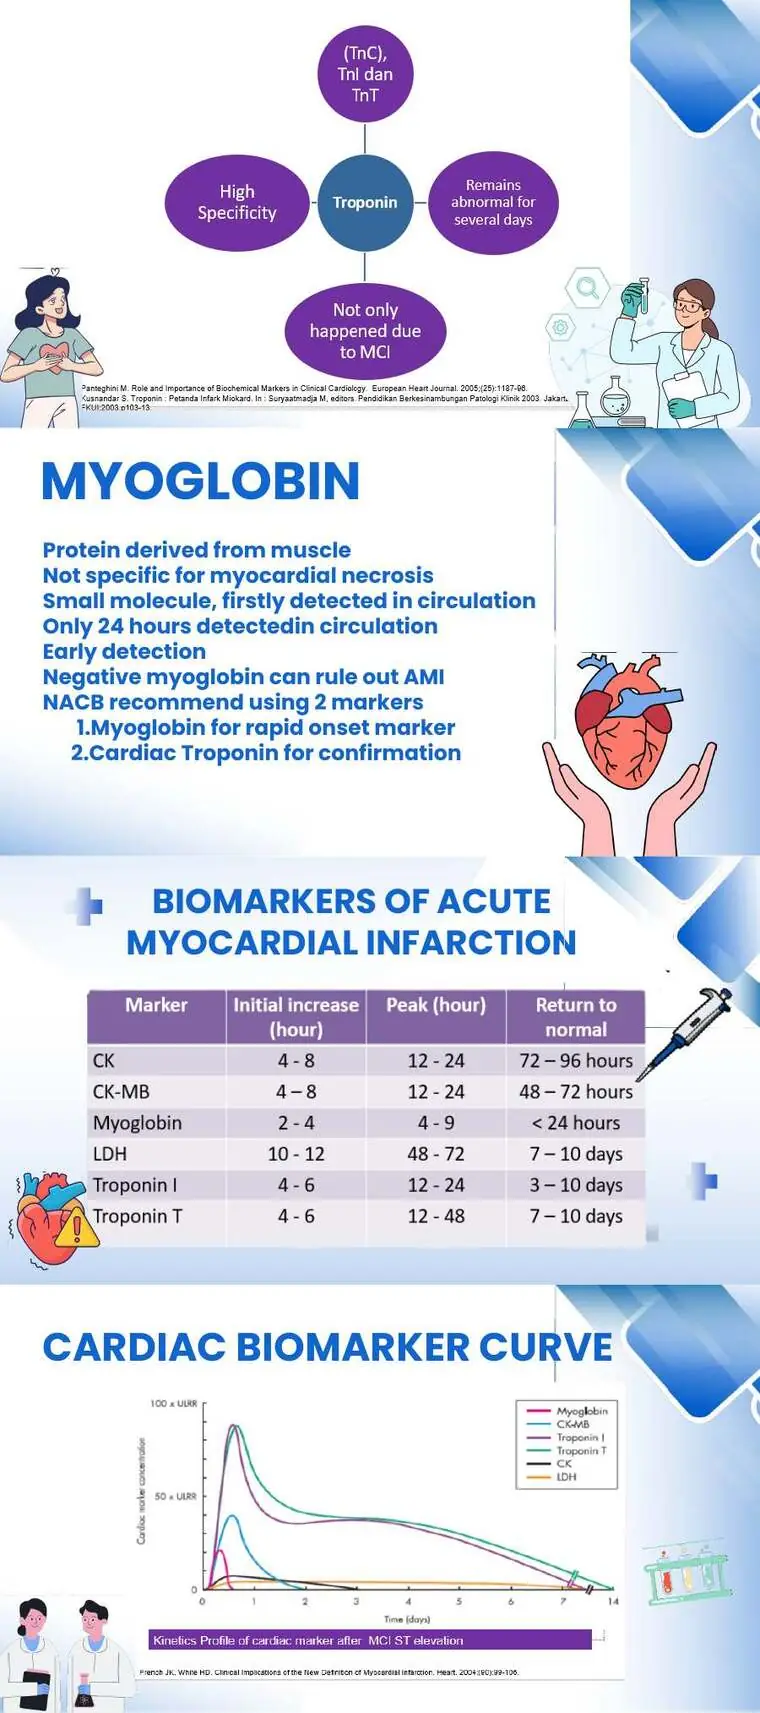 (TnC),
TnI dan
TnT
High
Specificity
Troponin
Remains
abnormal for
several days
Not only
happened due
to MCI
Panteghini M. Role and Importance of Biochemical Markers in Clinical Cardiology. European Heart Journal. 2005;(25):1187-96.
Kusnandar S. Troponin : Petanda Infark Miokard. In : Suryaatmadja M, editors. Pendidikan Berkesinambungan Patologi Klinik 2003. Jakarta
FKUI;2003.p103-13.
MYOGLOBIN
Protein derived from muscle
Not specific for myocardial necrosis
Small molecule, firstly detected in circulation
Only 24 hours detectedin circulation
Early detection
Negative myoglobin can rule out AMI
NACB recommend using 2 markers
1.Myoglobin for rapid onset marker
2.Cardiac Troponin for confirmation
BIOMARKERS OF ACUTE
MYOCARDIAL INFARCTION
Marker Initial increase (hour) Peak (hour) Return to normal
CK 4 - 8 12 - 24 72 – 96 hours
CK-MB 4 – 8 12 - 24 48 – 72 hours
Myoglobin 2 - 4 4 - 9 < 24 hours
LDH 10 - 12 48 - 72 7 – 10 days
Troponin I 4 - 6 12 - 24 3 – 10 days
Troponin T 4 - 6 12 - 48 7 – 10 days
CARDIAC BIOMARKER CURVE
100 x ULRR
50 x ULRR
0
Cardiac marker concentration
Myoglobin
CK-MB
Troponin I
Troponin T
CK
LDH
0 1 2 3 4 5 6 7 14
Time (days)
Kinetics Profile of cardiac marker after MCI ST elevation
French JK, White HD. Clinical Implications of the New Definition of Myocardial Infarction. Heart. 2004;(90):99-106.